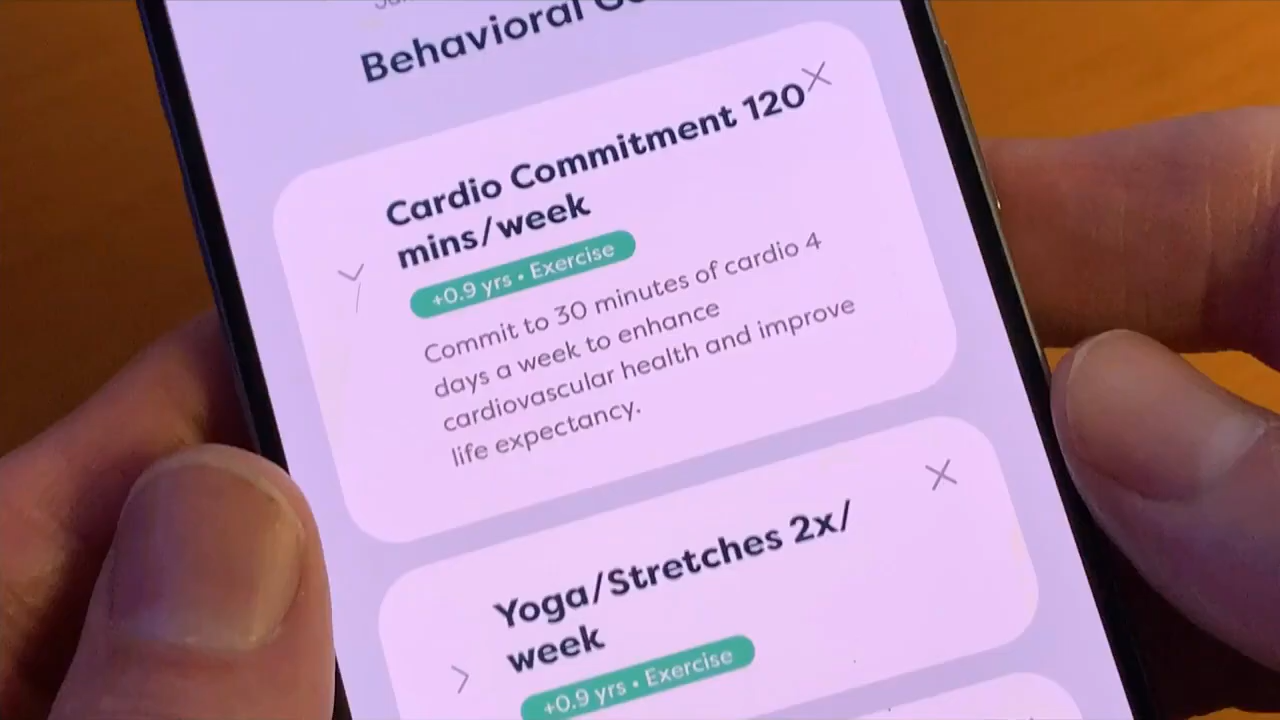 Behavioral
Cardio Commitment 120
mins/week
+0.9 yrs • Exercise
Commit to 30 minutes of cardio 4
days a week to enhance
cardiovascular health and improve
life expectancy.
Yoga/Stretches 2x/
week
+0.9 yrs • Exercise